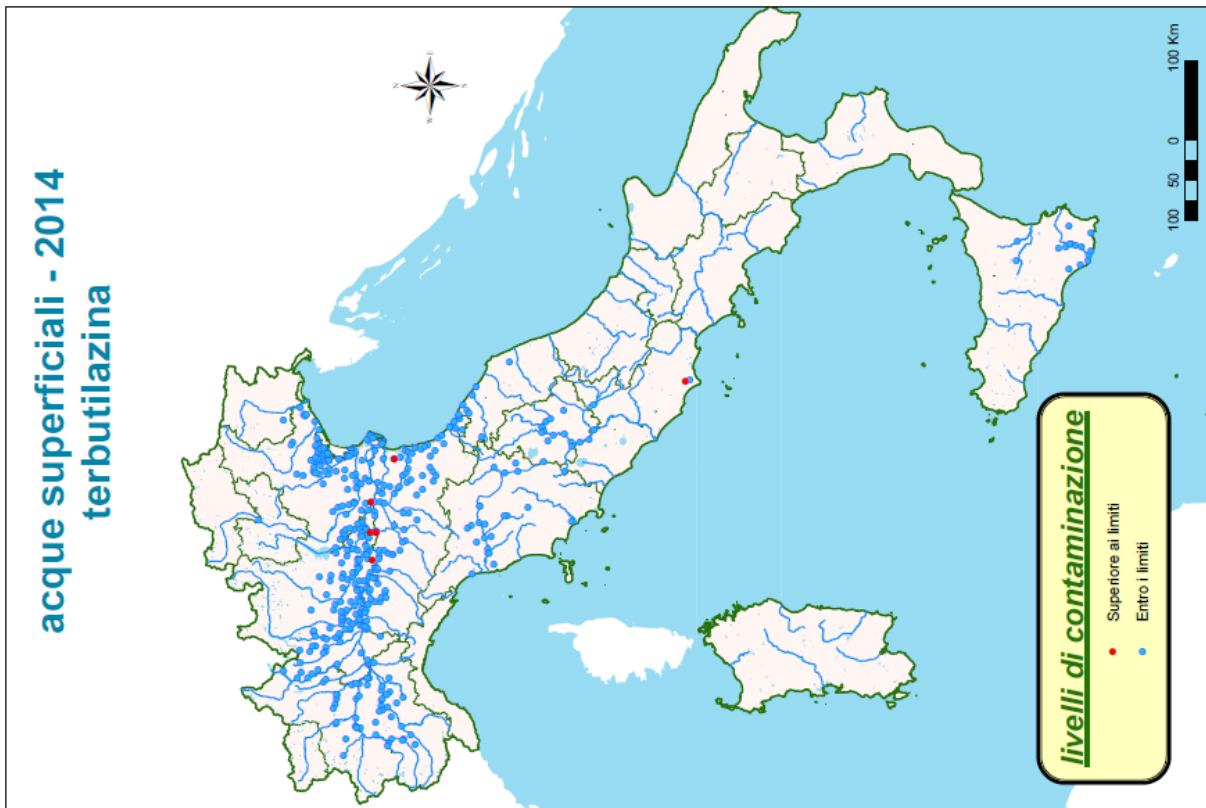 acque superficiali - 2014
terbutilazina
N
E
S
W
livelli di contaminazione
Superiore ai limiti
Entro i limiti
100 50 0 100 Km